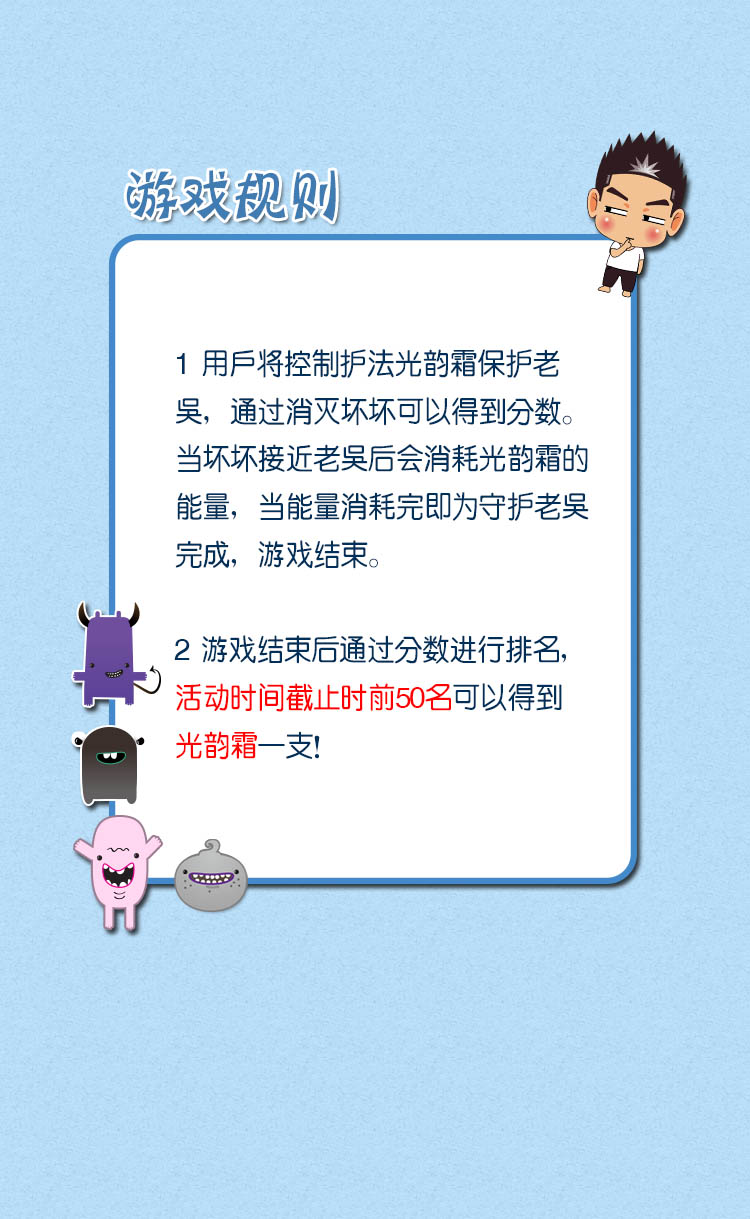 游戏规则
1 用戶将控制护法光韵霜保护老
吳，通过消灭坏坏可以得到分数。
当坏坏接近老吳后会消耗光韵霜的
能量，当能量消耗完即为守护老吳
完成，游戏结束。
2 游戏结束后通过分数进行排名，
活动时间截止时前50名可以得到
光韵霜一支!